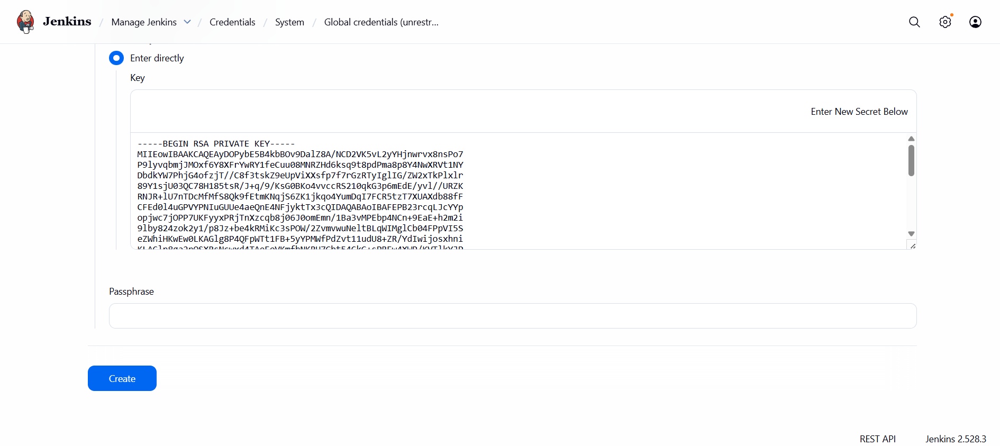 Jenkins / Manage Jenkins / Credentials / System / Global credentials (unrestr...
Enter directly
Key
Enter New Secret Below
-----BEGIN RSA PRIVATE KEY-----
MIIEowIBAAKCAQEAyDOPybE5B4kbBOv9DalZ8A/NCD2VK5vL2yYHjnwrvx8nsPo7
P9lyvqbmjJMOxf6Y8XFrYwRY1feCuu08MNRZHd6ksq9t8pdPma8p8Y4NwXRVt1NY
DbdkYW7PhjG4ofzjT//C8f3tskZ9eUpViXXsfp7f7rGzRTyIglIG/ZW2xTkPlxlr
89Y1sjU03QC78H185tsR/J+q/9/KsG0BKo4vvccRS210qkG3p6mEdE/yvl//URZK
RNJR+lU7nTDcMfMfS8Qk9fEtmKNqjS6ZK1jkqo4YumDqI7FCR5tzT7XUAXdb88fF
CFEd0l4uGPVYPNIuGUUe4aeQnE4NFjyktTx3cQIDAQABAoIBAFEPB23rcqLJcYYp
opjwc7jOPP7UKFyyxPRjTnXzcqb8j06J0omEmn/1Ba3vMPEbp4NCn+9EaE+h2m2i
9lby824zok2y1/p8Jz+be4kRMiKc3sPOW/2ZvmvwuNeltBLqWIMglCb04FPpVI5S
eZWhiHKwEw0LKAGlg8P4QFpWTt1FB+5yYPMWfPdZvt11udU8+ZR/YdIwijosxhni
Passphrase
Create
REST API
Jenkins 2.528.3